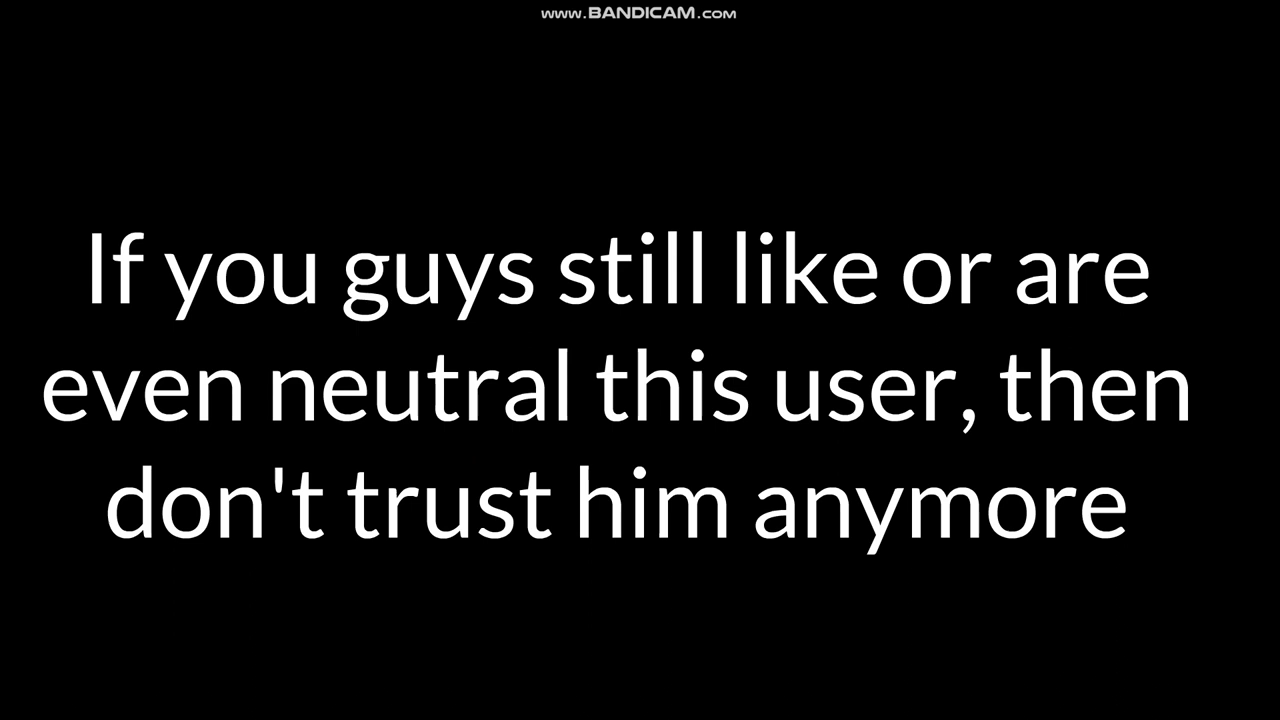 www.BANDICAM.com
If you guys still like or are
even neutral this user, then
don't trust him anymore